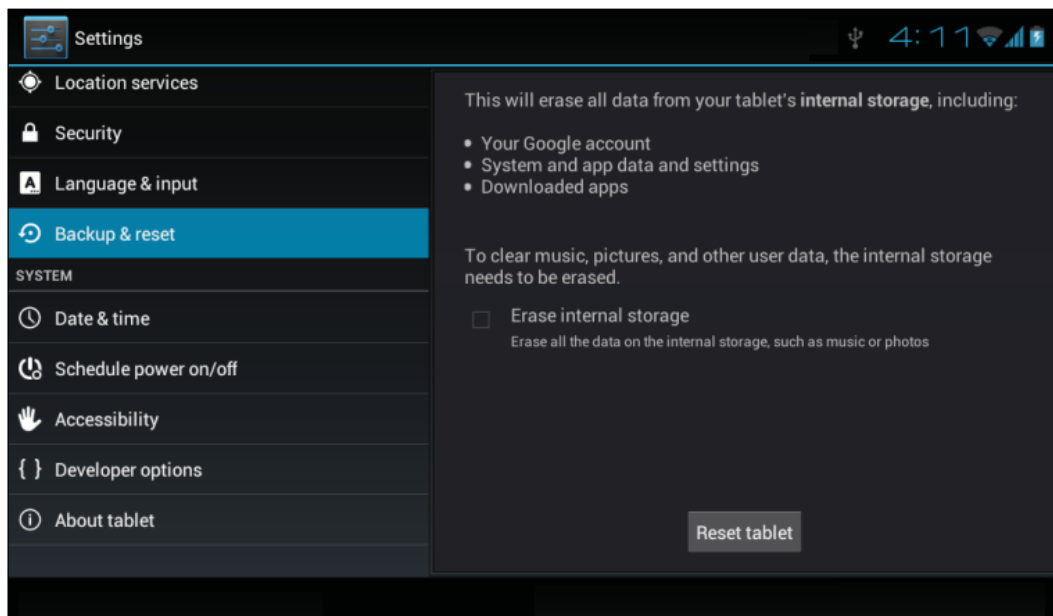 Settings
4:11
Location services
Security
Language & input
Backup & reset
SYSTEM
Date & time
Schedule power on/off
Accessibility
{ } Developer options
About tablet
This will erase all data from your tablet's internal storage, including:
• Your Google account
• System and app data and settings
• Downloaded apps
To clear music, pictures, and other user data, the internal storage
needs to be erased.
Erase internal storage
Erase all the data on the internal storage, such as music or photos
Reset tablet